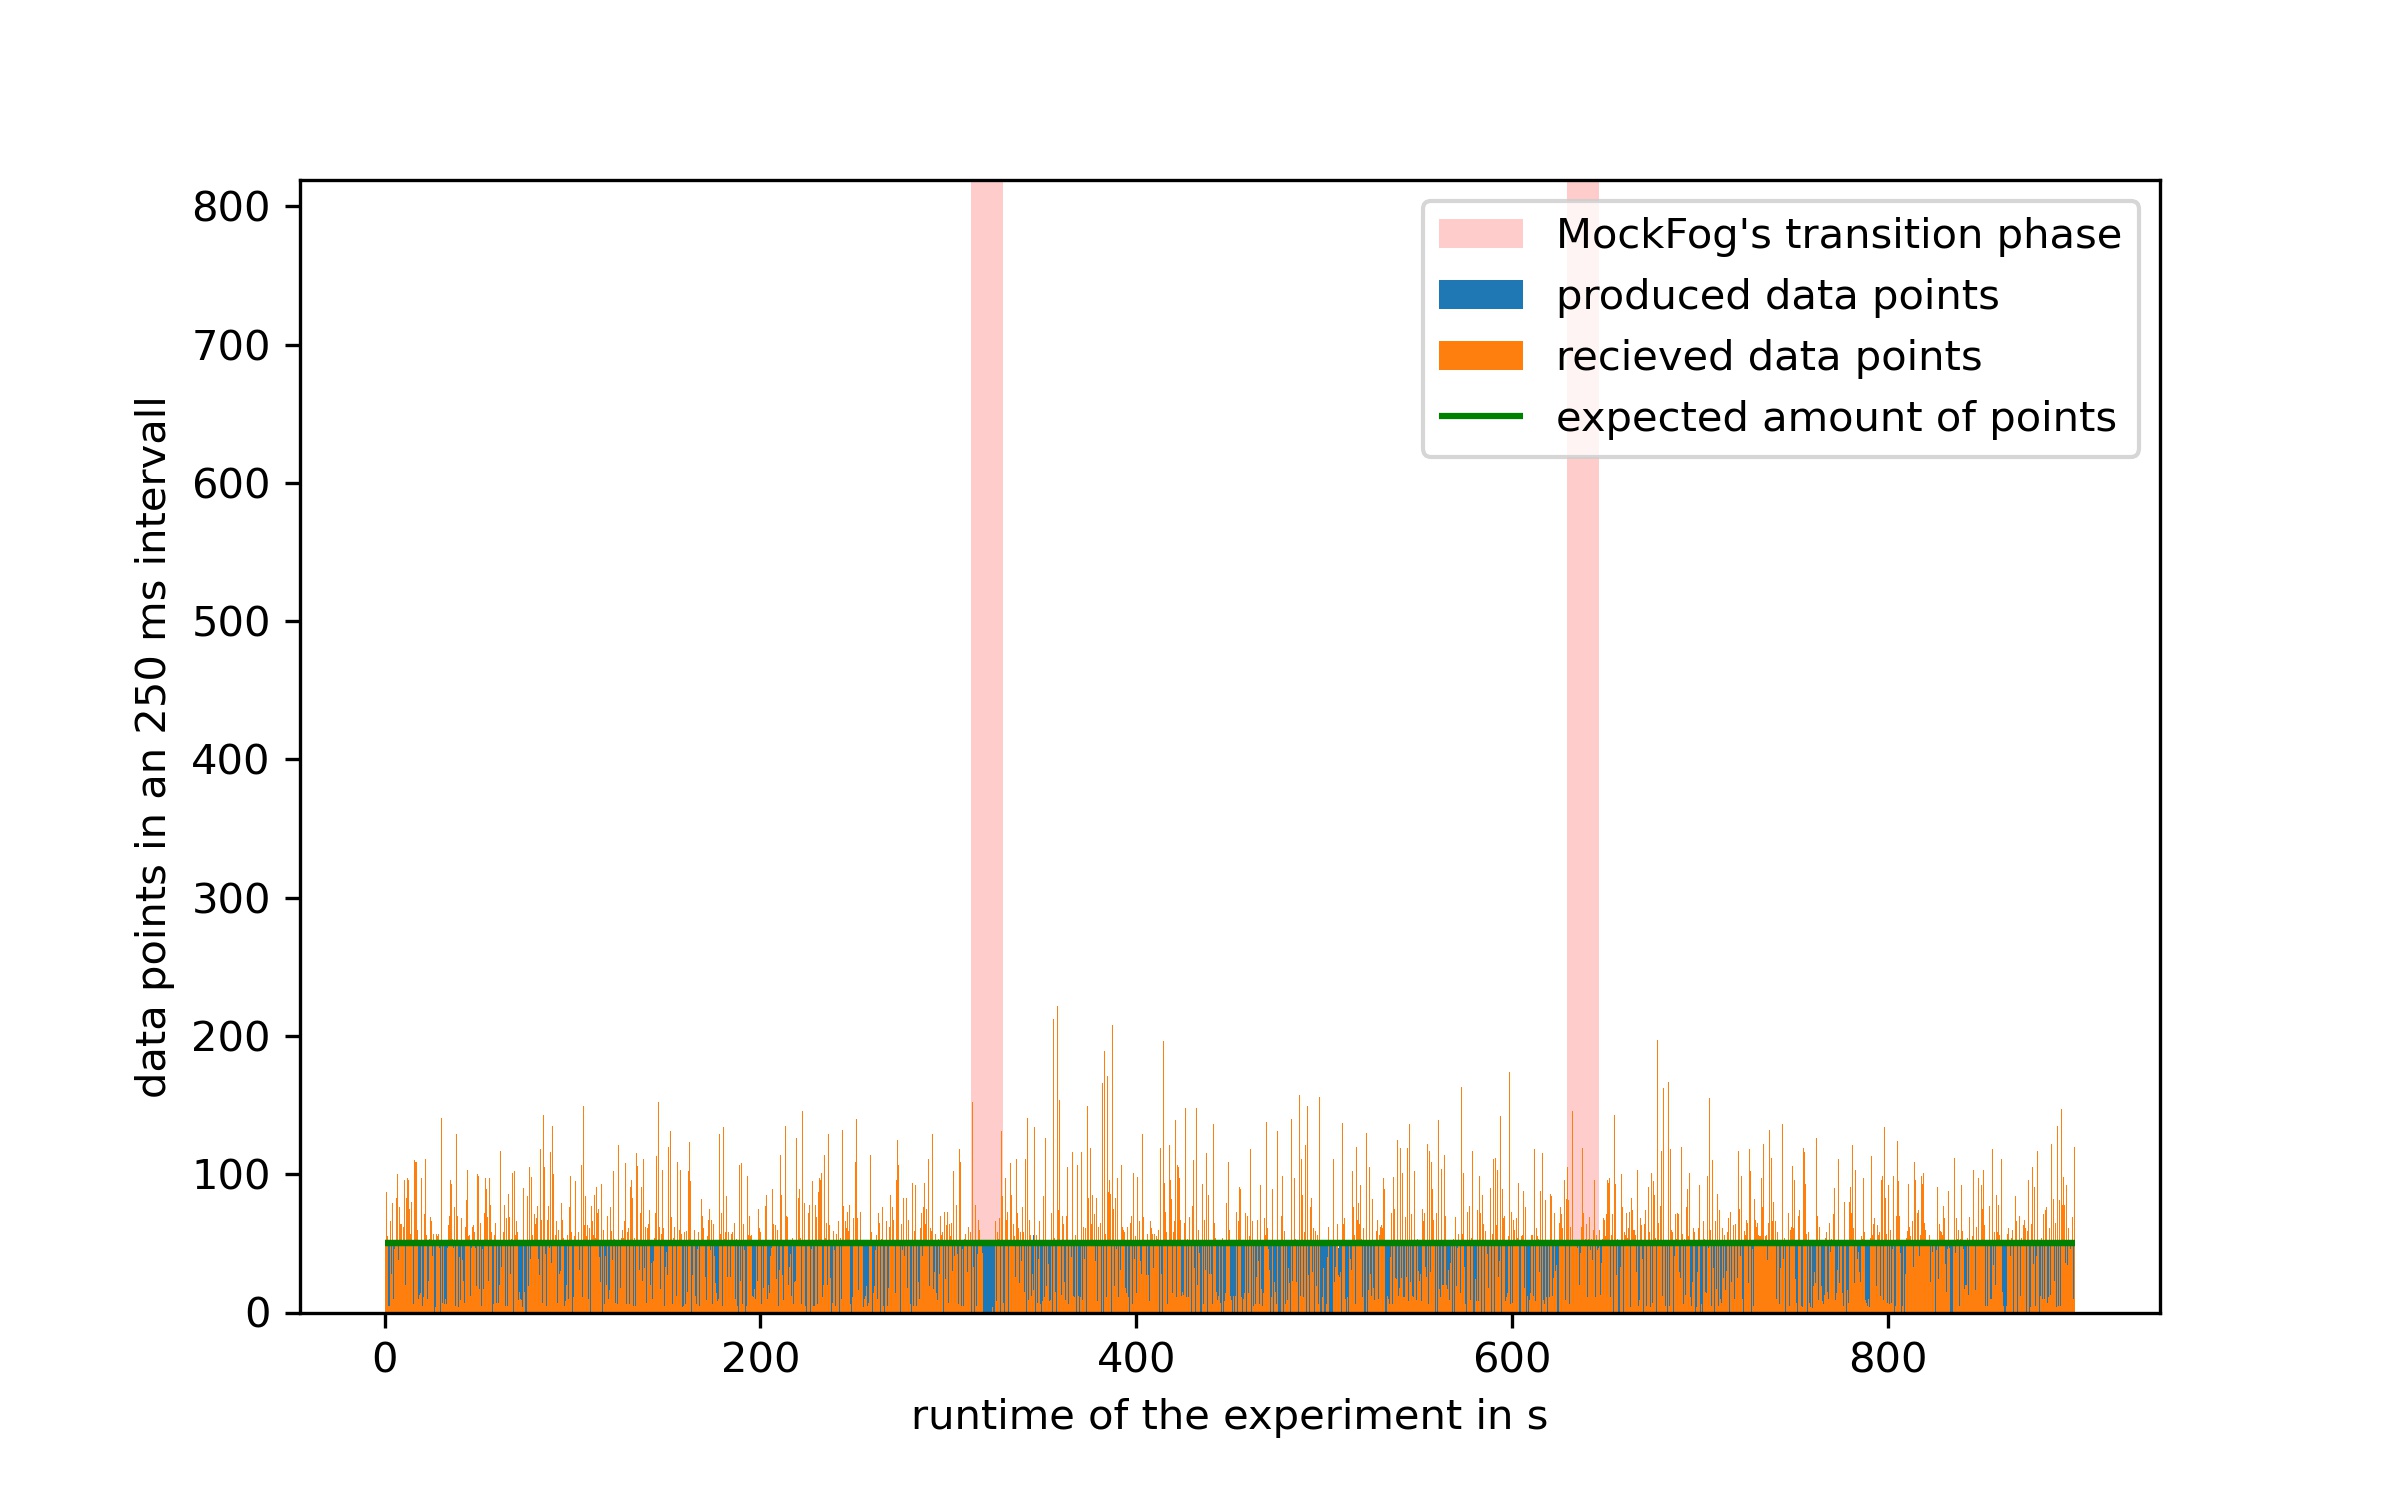 800
700
600
500
400
300
200
100
0
data points in an 250 ms intervall
MockFog's transition phase
produced data points
recieved data points
expected amount of points
0 200 400 600 800
runtime of the experiment in s